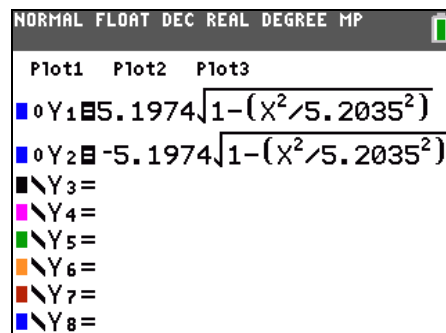 NORMAL FLOAT DEC REAL DEGREE MP
Plot1 Plot2 Plot3
Y₁=5.1974√1-(X²/5.2035²)
Y₂=-5.1974√1-(X²/5.2035²)
\Y₃=
\Y₄=
\Y₅=
\Y₆=
\Y₇=
\Y₈=